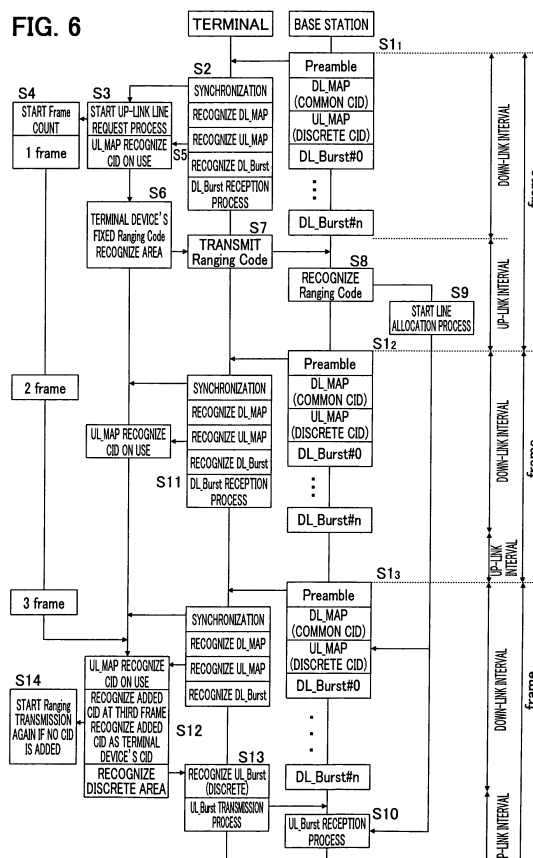 FIG. 6
TERMINAL
BASE STATION
S1₁
S4
S3
S2
Preamble
DL_MAP
(COMMON CID)
UL_MAP
(DISCRETE CID)
DL_Burst#0
DL_Burst#n
START Frame
COUNT
1 frame
START UP-LINK LINE
REQUEST PROCESS
UL_MAP RECOGNIZE
CID ON USE
S5
SYNCHRONIZATION
RECOGNIZE DL_MAP
RECOGNIZE UL_MAP
RECOGNIZE DL_Burst
DL_Burst RECEPTION
PROCESS
DOWN-LINK INTERVAL
frame
S6
TERMINAL DEVICE'S
FIXED Ranging Code
RECOGNIZE AREA
S7
TRANSMIT
Ranging Code
S8
RECOGNIZE
Ranging Code
S9
START LINE
ALLOCATION PROCESS
UP-LINK INTERVAL
S1₂
Preamble
DL_MAP
(COMMON CID)
UL_MAP
(DISCRETE CID)
DL_Burst#0
DL_Burst#n
2 frame
UL_MAP RECOGNIZE
CID ON USE
SYNCHRONIZATION
RECOGNIZE DL_MAP
RECOGNIZE UL_MAP
RECOGNIZE DL_Burst
S11
DL_Burst RECEPTION
PROCESS
DOWN-LINK INTERVAL
UP-LINK
INTERVAL
frame
S1₃
Preamble
DL_MAP
(COMMON CID)
UL_MAP
(DISCRETE CID)
DL_Burst#0
DL_Burst#n
3 frame
SYNCHRONIZATION
RECOGNIZE DL_MAP
RECOGNIZE UL_MAP
RECOGNIZE DL_Burst
S14
START Ranging
TRANSMISSION
AGAIN IF NO CID
IS ADDED
UL_MAP RECOGNIZE
CID ON USE
RECOGNIZE ADDED
CID AT THIRD FRAME
RECOGNIZE ADDED
CID AS TERMINAL
DEVICE'S CID
RECOGNIZE
DISCRETE AREA
S12
S13
RECOGNIZE UL_Burst
(DISCRETE)
UL_Burst TRANSMISSION
PROCESS
S10
UL_Burst RECEPTION
PROCESS
DOWN-LINK INTERVAL
frame
P-LINK INTERVAL